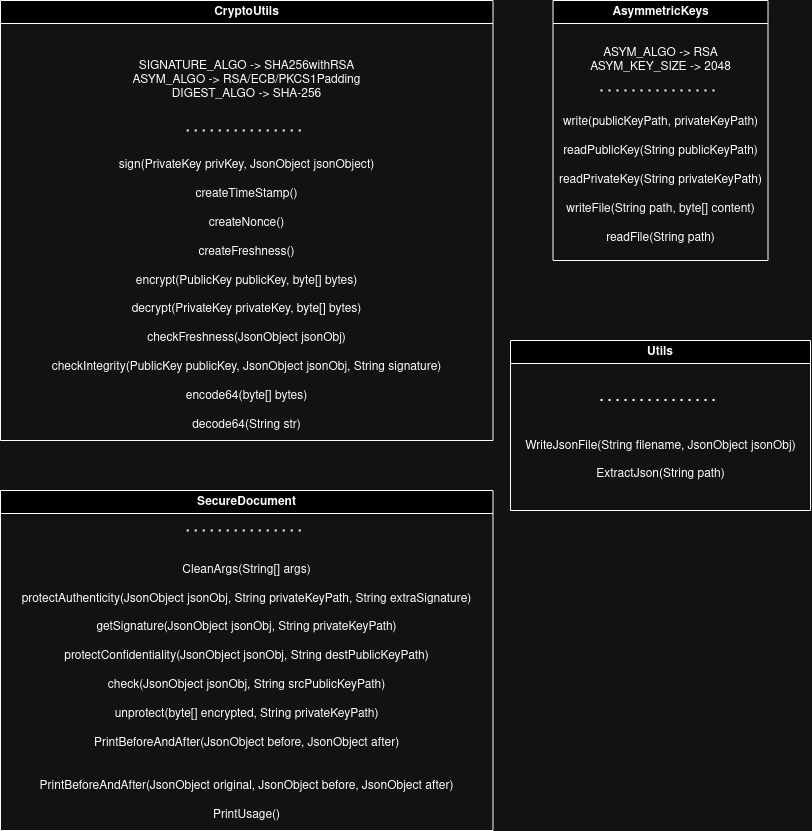 CryptoUtils
SIGNATURE_ALGO -> SHA256withRSA
ASYM_ALGO -> RSA/ECB/PKCS1Padding
DIGEST_ALGO -> SHA-256
* * * * * * * * * * * * * * *
sign(PrivateKey privKey, JsonObject jsonObject)
createTimeStamp()
createNonce()
createFreshness()
encrypt(PublicKey publicKey, byte[] bytes)
decrypt(PrivateKey privateKey, byte[] bytes)
checkFreshness(JsonObject jsonObj)
checkIntegrity(PublicKey publicKey, JsonObject jsonObj, String signature)
encode64(byte[] bytes)
decode64(String str)
AsymmetricKeys
ASYM_ALGO -> RSA
ASYM_KEY_SIZE -> 2048
* * * * * * * * * * * * * * *
write(publicKeyPath, privateKeyPath)
readPublicKey(String publicKeyPath)
readPrivateKey(String privateKeyPath)
writeFile(String path, byte[] content)
readFile(String path)
Utils
* * * * * * * * * * * * * * *
WriteJsonFile(String filename, JsonObject jsonObj)
ExtractJson(String path)
SecureDocument
* * * * * * * * * * * * * * *
CleanArgs(String[] args)
protectAuthenticity(JsonObject jsonObj, String privateKeyPath, String extraSignature)
getSignature(JsonObject jsonObj, String privateKeyPath)
protectConfidentiality(JsonObject jsonObj, String destPublicKeyPath)
check(JsonObject jsonObj, String srcPublicKeyPath)
unprotect(byte[] encrypted, String privateKeyPath)
PrintBeforeAndAfter(JsonObject before, JsonObject after)
PrintBeforeAndAfter(JsonObject original, JsonObject before, JsonObject after)
PrintUsage()